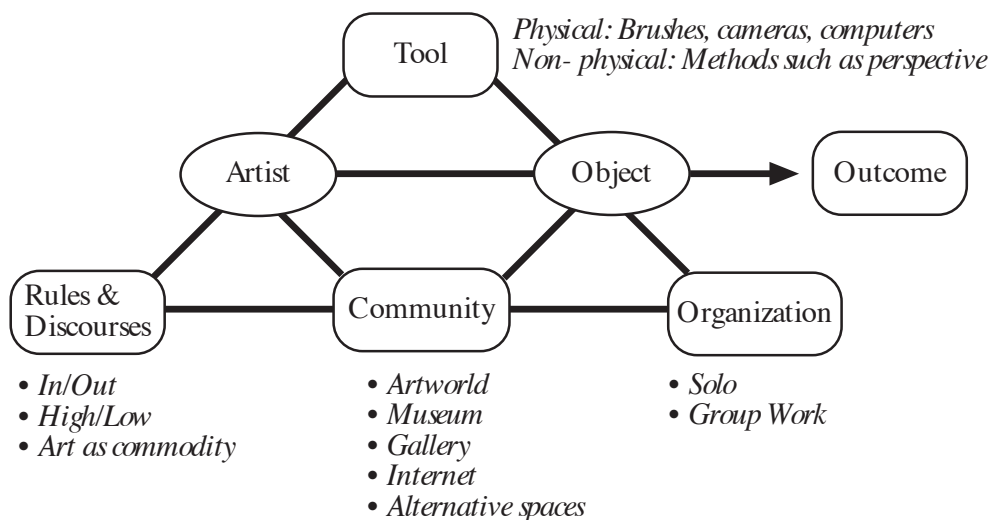 Tool
Physical: Brushes, cameras, computers
Non- physical: Methods such as perspective
Artist
Object
Outcome
Rules &
Discourses
Community
Organization
• In/Out
• High/Low
• Art as commodity
• Artworld
• Museum
• Gallery
• Internet
• Alternative spaces
• Solo
• Group Work